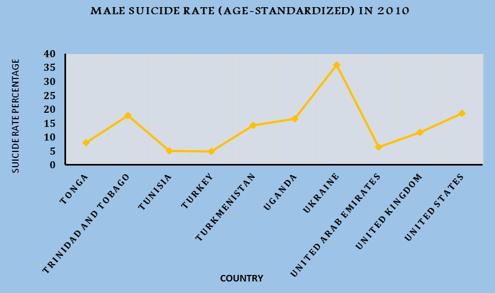 MALE SUICIDE RATE (AGE-STANDARDIZED) IN 2010
SUICIDE RATE PERCENTAGE
40
35
30
25
20
15
10
5
0
TONGA
TRINIDAD AND TOBAGO
TUNISIA
TURKEY
TURKMENISTAN
UGANDA
UKRAINE
UNITED ARAB EMIRATES
UNITED KINGDOM
UNITED STATES
COUNTRY